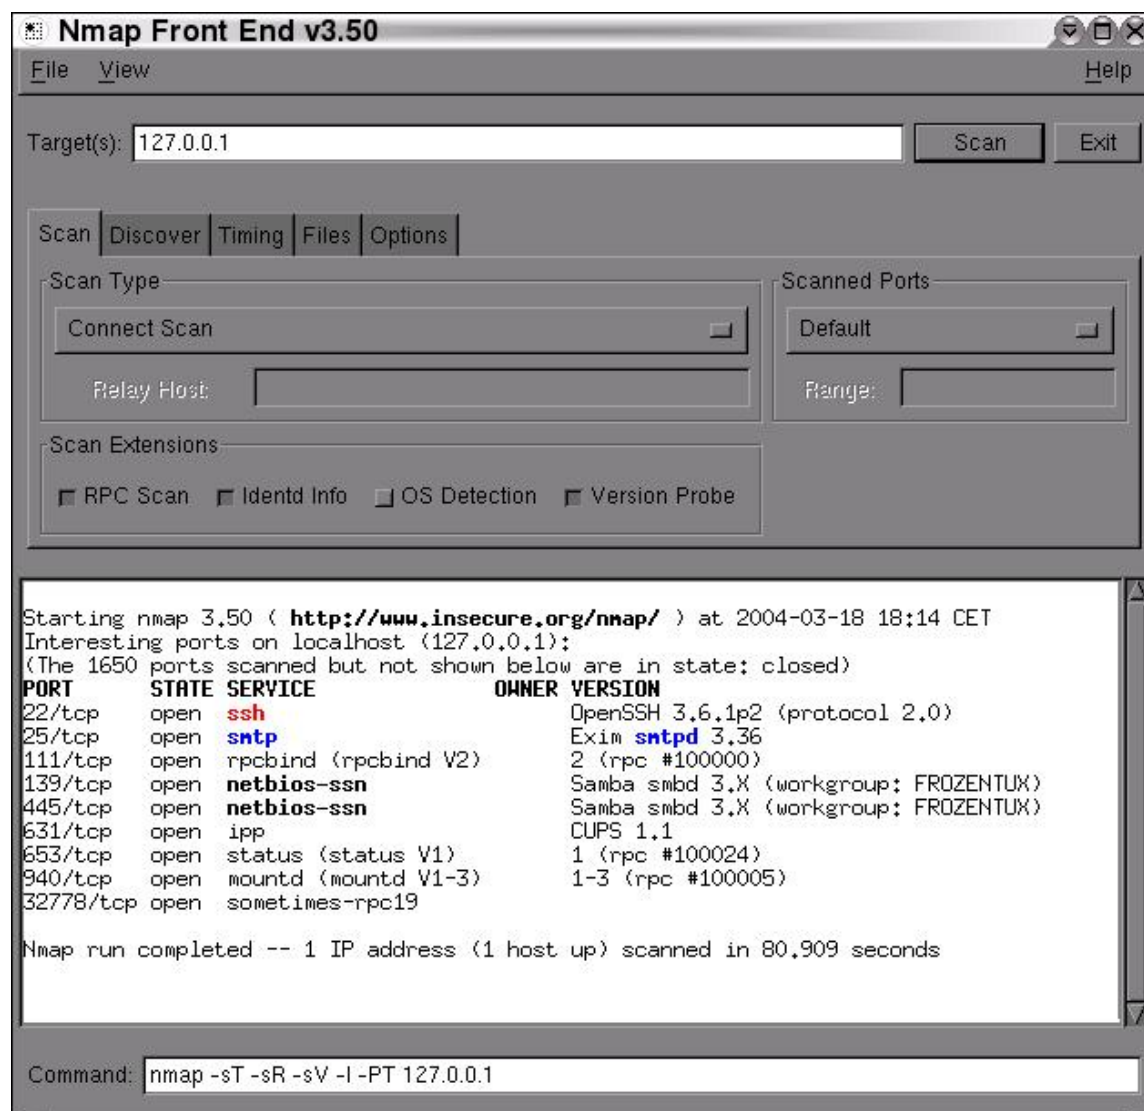 Nmap Front End v3.50
File View Help
Target(s): 127.0.0.1 Scan Exit
Scan Discover Timing Files Options
Scan Type Scanned Ports
Connect Scan Default
Relay Host: Range:
Scan Extensions
RPC Scan Identd Info OS Detection Version Probe
Starting nmap 3.50 ( http://www.insecure.org/nmap/ ) at 2004-03-18 18:14 CET
Interesting ports on localhost (127.0.0.1):
(The 1650 ports scanned but not shown below are in state: closed)
PORT STATE SERVICE OWNER VERSION
22/tcp open ssh OpenSSH 3.6.1p2 (protocol 2.0)
25/tcp open smtp Exim smtpd 3.36
111/tcp open rpcbind (rpcbind V2) 2 (rpc #100000)
139/tcp open netbios-ssn Samba smbd 3.X (workgroup: FROZENTUX)
445/tcp open netbios-ssn Samba smbd 3.X (workgroup: FROZENTUX)
631/tcp open ipp CUPS 1.1
653/tcp open status (status V1) 1 (rpc #100024)
940/tcp open mountd (mountd V1-3) 1-3 (rpc #100005)
32778/tcp open sometimes-rpc19
Nmap run completed -- 1 IP address (1 host up) scanned in 80.909 seconds
Command: nmap -sT -sR -sV -I -PT 127.0.0.1